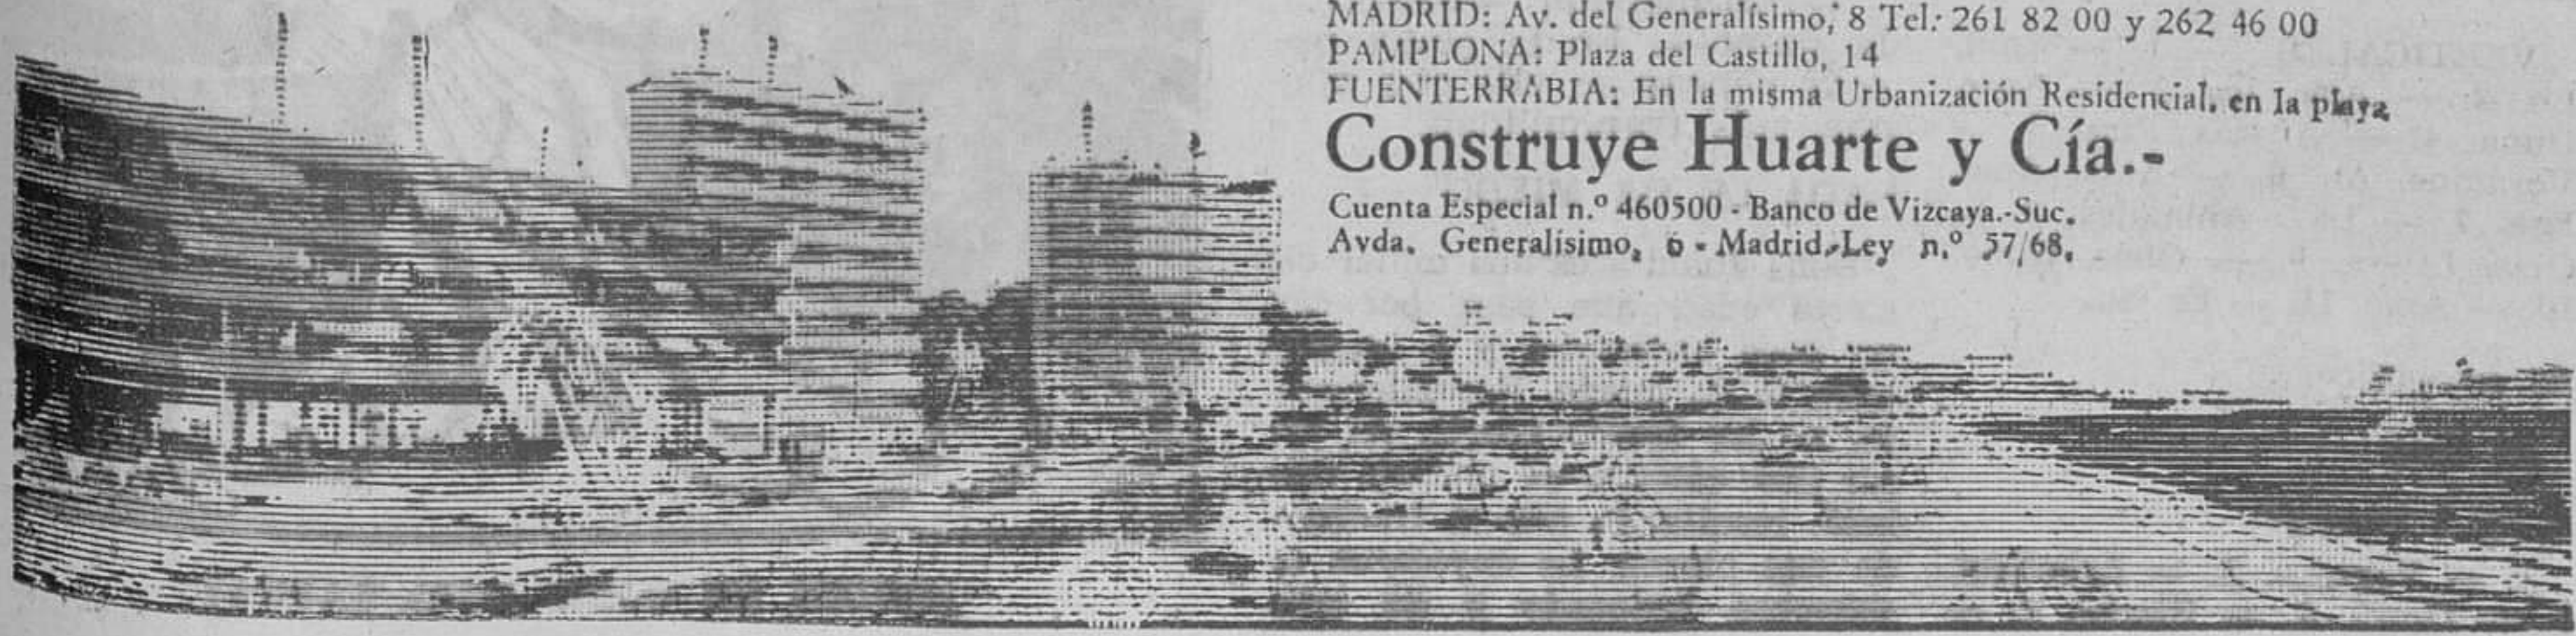 MADRID: Av. del Generalísimo, 8 Tel.: 261 82 00 y 262 46 00
PAMPLONA: Plaza del Castillo, 14
FUENTERRABIA: En la misma Urbanización Residencial. en la playa
Construye Huarte y Cía.-
Cuenta Especial n.º 460500 - Banco de Vizcaya.-Suc.
Avda. Generalísimo, 6 - Madrid.-Ley n.º 57/68.